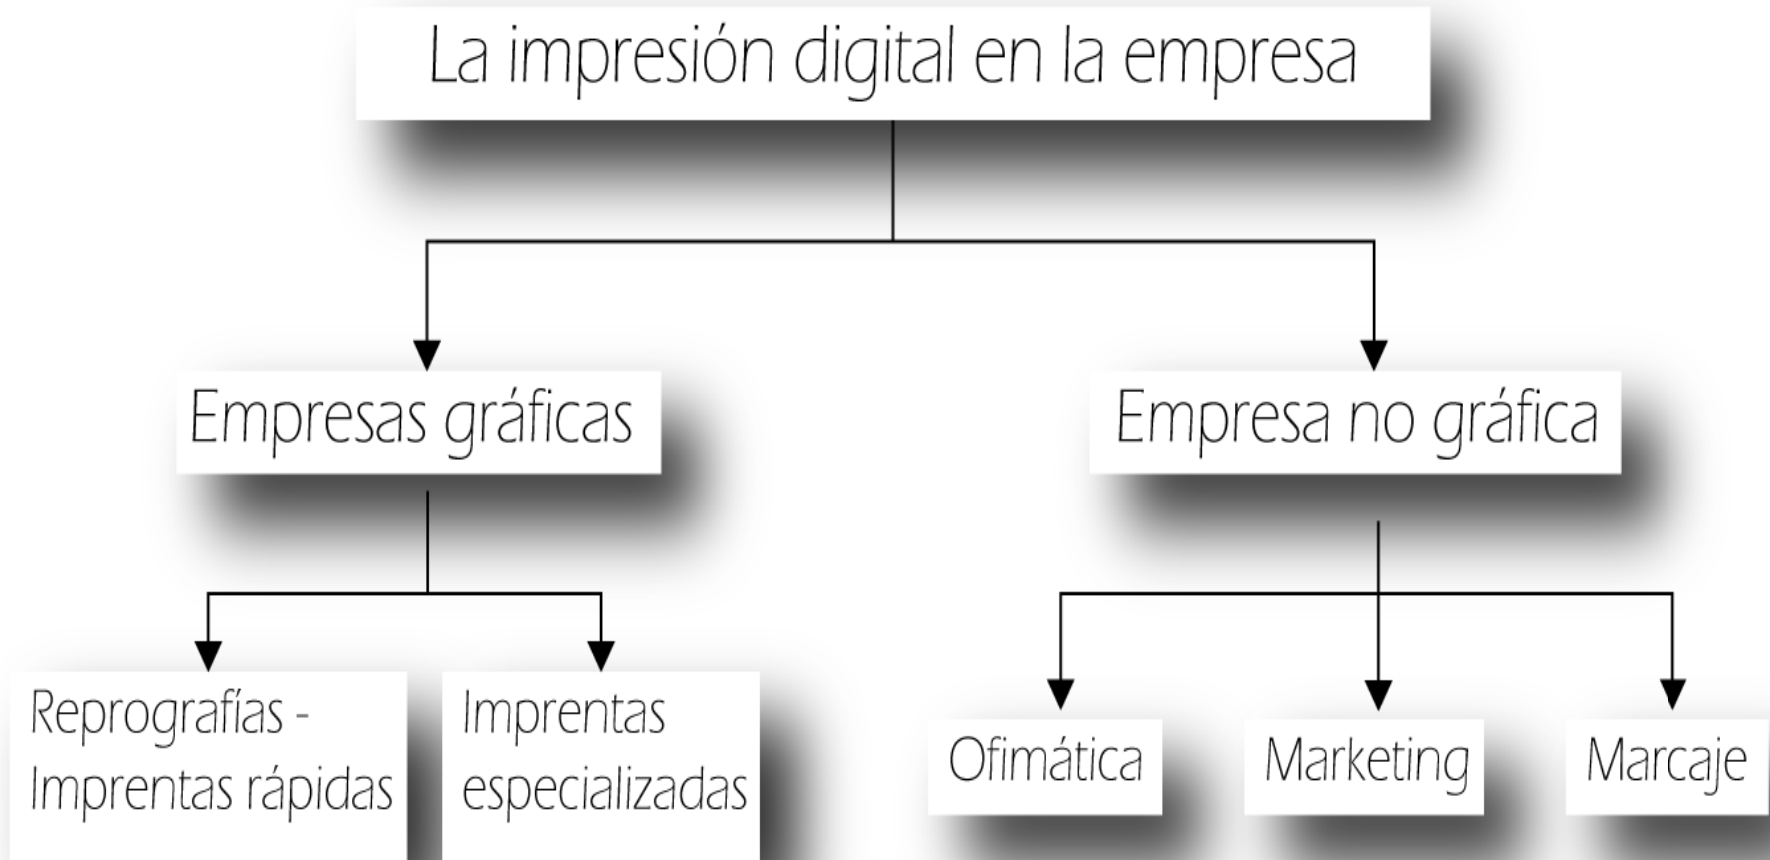 La impresión digital en la empresa
Empresas gráficas
Empresa no gráfica
Reprografías -
Imprentas rápidas
Imprentas
especializadas
Ofimática
Marketing
Marcaje